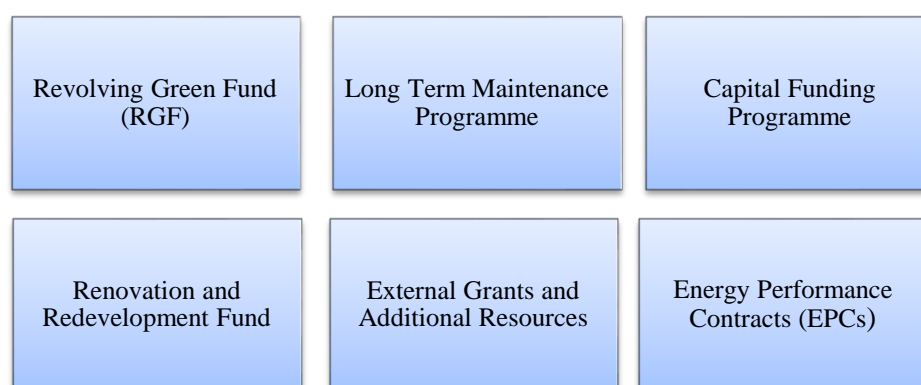 Revolving Green Fund
(RGF)
Long Term Maintenance
Programme
Capital Funding
Programme
Renovation and
Redevelopment Fund
External Grants and
Additional Resources
Energy Performance
Contracts (EPCs)